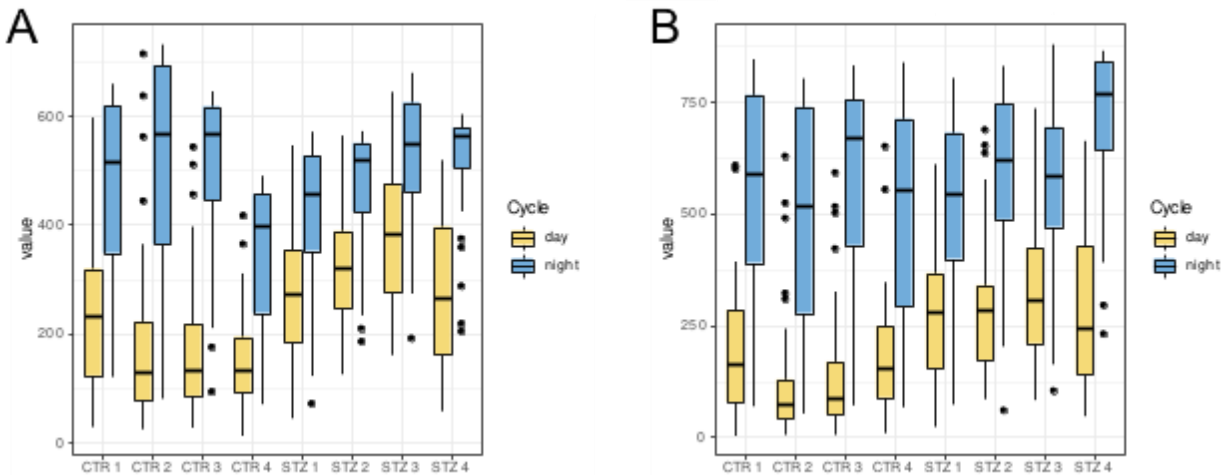 A
value
600
400
200
0
CTR 1 CTR 2 CTR 3 CTR 4 STZ 1 STZ 2 STZ 3 STZ 4
Cycle
day
night
B
value
750
500
250
0
CTR 1 CTR 2 CTR 3 CTR 4 STZ 1 STZ 2 STZ 3 STZ 4
Cycle
day
night